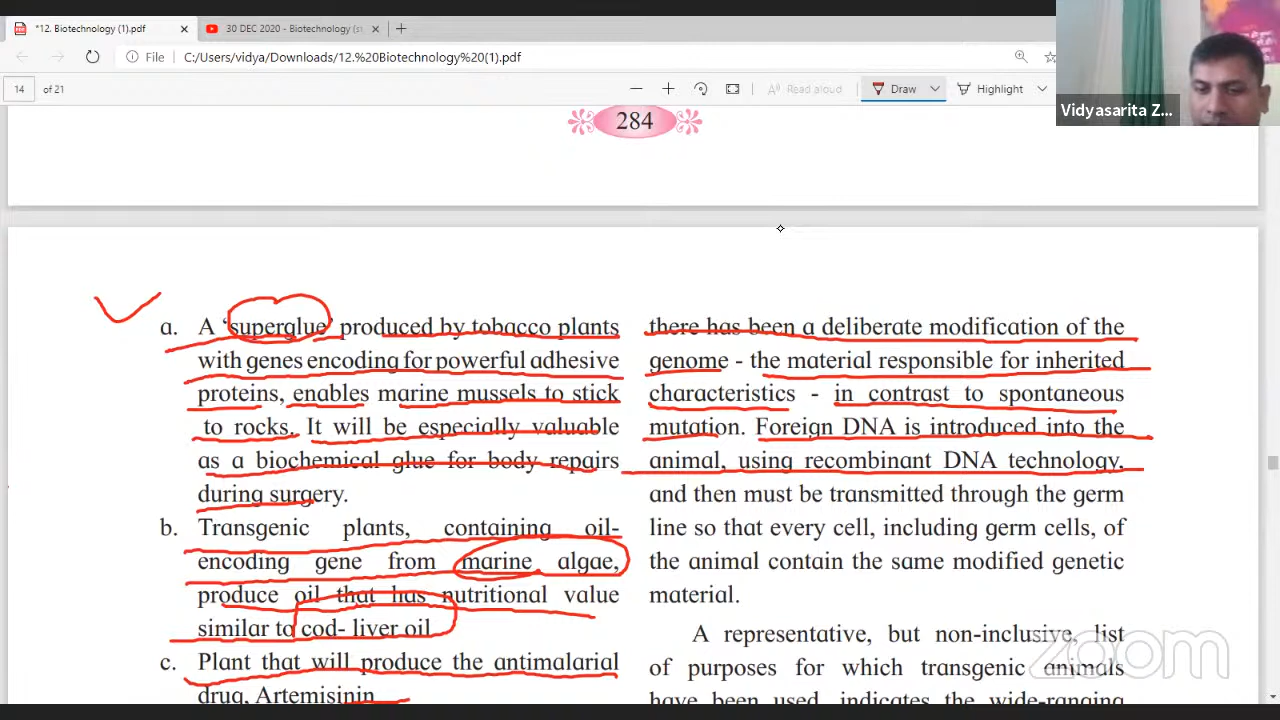 *12. Biotechnology (1).pdf
30 DEC 2020 - Biotechnology (s
File C:/Users/vidya/Downloads/12.%20Biotechnology%20(1).pdf
14 of 21
Read aloud
Draw
Highlight
Vidyasarita Z...
284
a. A ‘superglue’ produced by tobacco plants
with genes encoding for powerful adhesive
proteins, enables marine mussels to stick
to rocks. It will be especially valuable
as a biochemical glue for body repairs
during surgery.
b. Transgenic plants, containing oil-
encoding gene from marine algae,
produce oil that has nutritional value
similar to cod- liver oil
c. Plant that will produce the antimalarial
drug, Artemisinin
there has been a deliberate modification of the
genome - the material responsible for inherited
characteristics - in contrast to spontaneous
mutation. Foreign DNA is introduced into the
animal, using recombinant DNA technology,
and then must be transmitted through the germ
line so that every cell, including germ cells, of
the animal contain the same modified genetic
material.
A representative, but non-inclusive, list
of purposes for which transgenic animals
have been used, indicates the wide-ranging
zoom